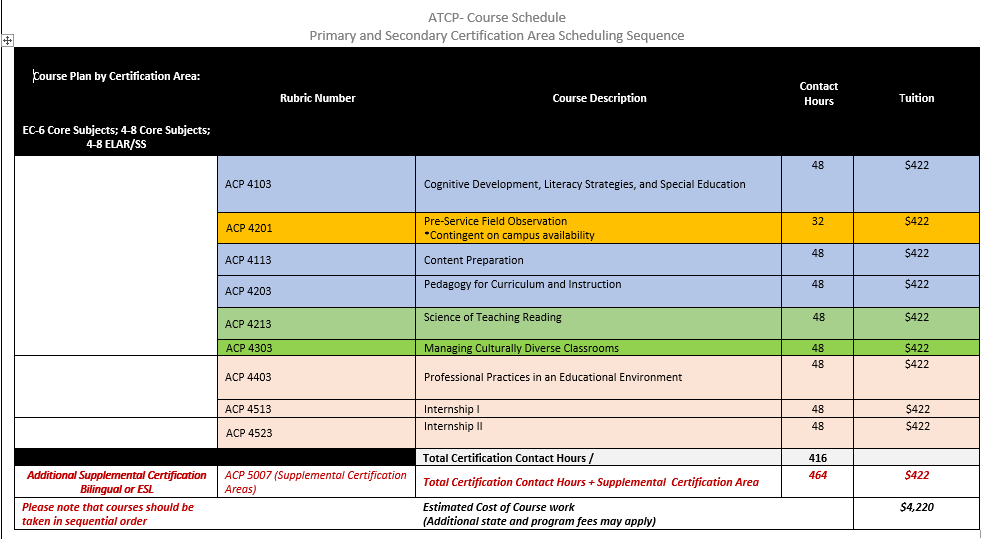 ATCP- Course Schedule
Primary and Secondary Certification Area Scheduling Sequence
Course Plan by Certification Area:
EC-6 Core Subjects; 4-8 Core Subjects;
4-8 ELAR/SS
Rubric Number
Course Description
Contact
Hours
Tuition
ACP 4103
Cognitive Development, Literacy Strategies, and Special Education
48
$422
ACP 4201
Pre-Service Field Observation
*Contingent on campus availability
32
$422
ACP 4113
Content Preparation
48
$422
ACP 4203
Pedagogy for Curriculum and Instruction
48
$422
ACP 4213
Science of Teaching Reading
48
$422
ACP 4303
Managing Culturally Diverse Classrooms
48
$422
ACP 4403
Professional Practices in an Educational Environment
48
$422
ACP 4513
Internship I
48
$422
ACP 4523
Internship II
48
$422
Total Certification Contact Hours /
416
Additional Supplemental Certification
Bilingual or ESL
ACP 5007 (Supplemental Certification
Areas)
Total Certification Contact Hours + Supplemental Certification Area
464
$422
Please note that courses should be
taken in sequential order
Estimated Cost of Course work
(Additional state and program fees may apply)
$4,220